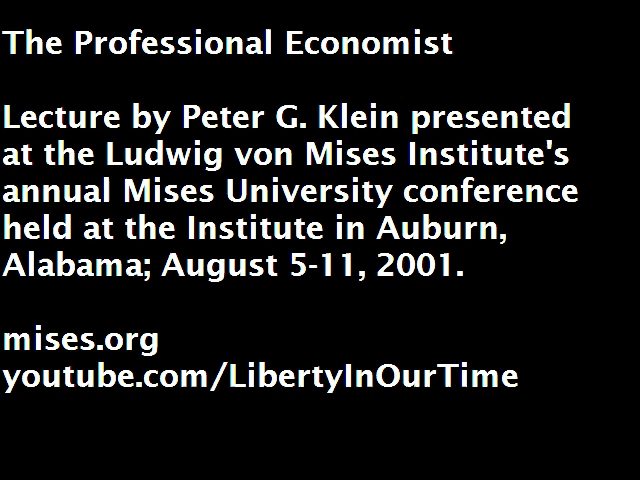 The Professional Economist
Lecture by Peter G. Klein presented
at the Ludwig von Mises Institute's
annual Mises University conference
held at the Institute in Auburn,
Alabama; August 5-11, 2001.
mises.org
youtube.com/LibertyInOurTime